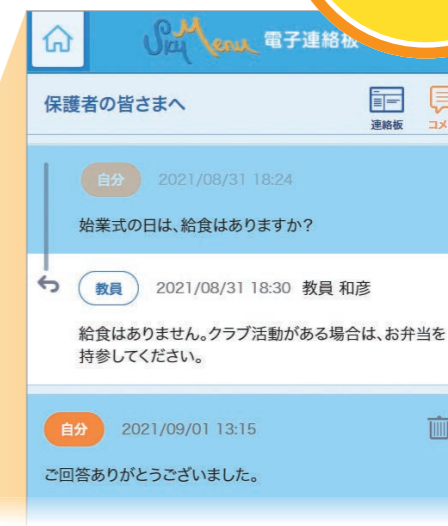 Sky Menu 電子連絡板
保護者の皆さまへ
連絡板
自分 2021/08/31 18:24
始業式の日は、給食はありますか?
教員 2021/08/31 18:30 教員 和彦
給食はありません。クラブ活動がある場合は、お弁当を
持参してください。
自分 2021/09/01 13:15
ご回答ありがとうございました。